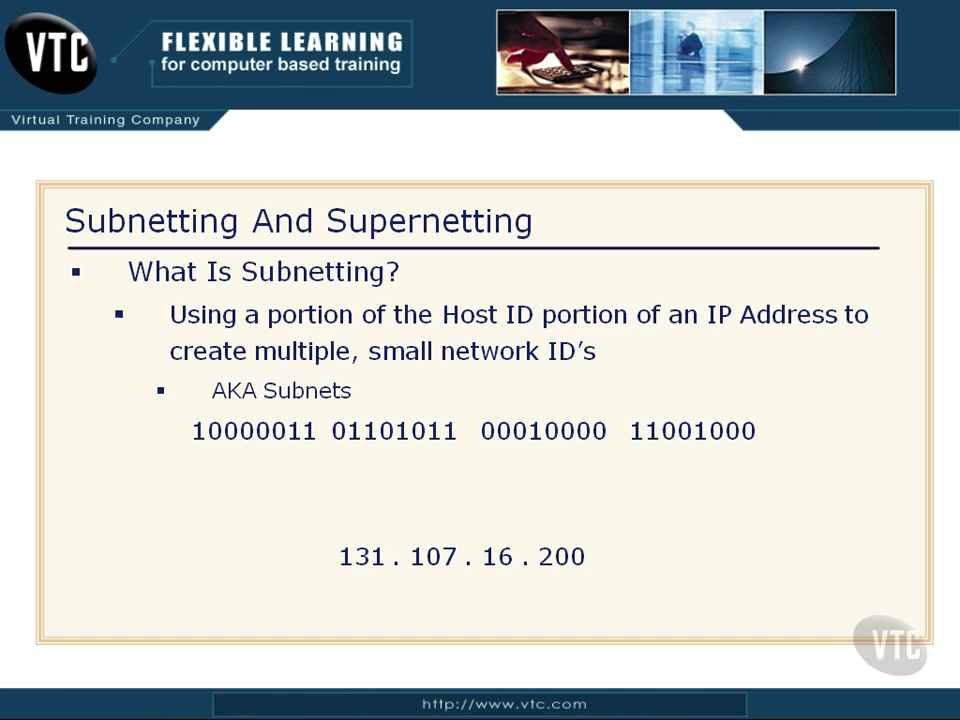 VTC
FLEXIBLE LEARNING
for computer based training
Virtual Training Company
Subnetting And Supernetting
▪ What Is Subnetting?
▪ Using a portion of the Host ID portion of an IP Address to
create multiple, small network ID’s
▪ AKA Subnets
10000011 01101011 00010000 11001000
131 . 107 . 16 . 200
VTC
http://www.vtc.com